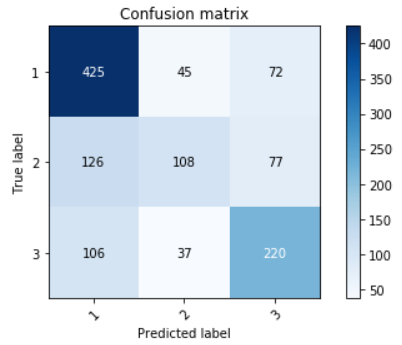 Confusion matrix
True label
1 425 45 72
2 126 108 77
3 106 37 220
1 2 3
Predicted label
400
350
300
250
200
150
100
50